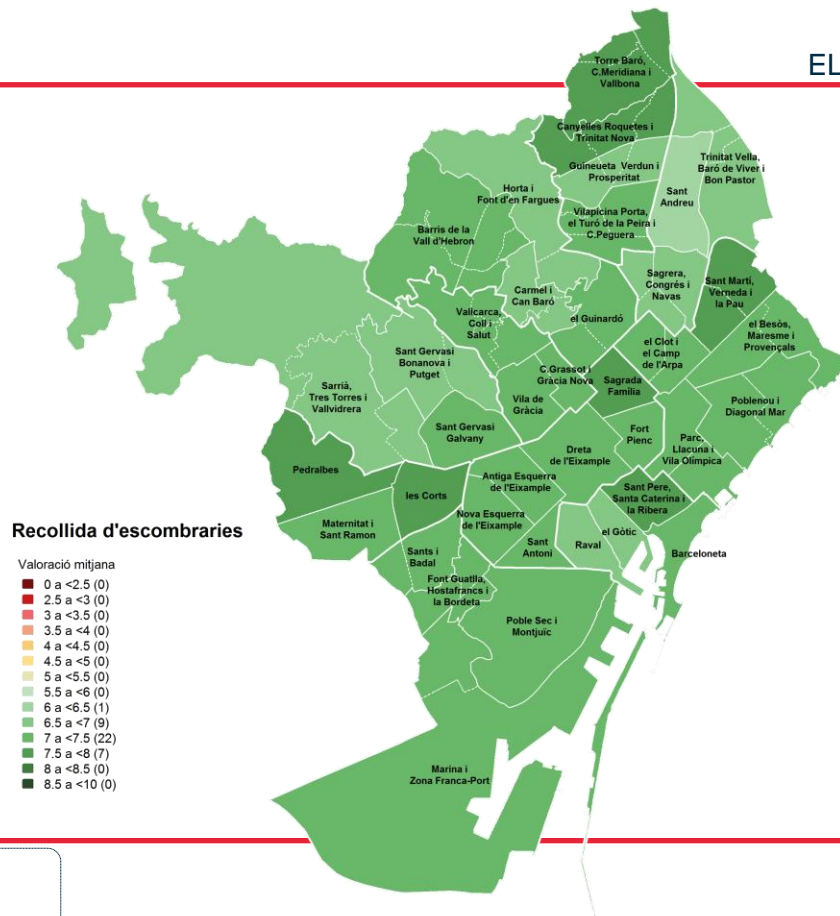 EL
Torre Baró,
C.Meridiana i
Vallbona
Canyelles Roquetes i
Trinitat Nova
Guineueta Verdun i
Prosperitat
Trinitat Vella,
Baró de Viver i
Bon Pastor
Sant
Andreu
Horta i
Font d'en Fargues
Vilapicina Porta,
el Turó de la Peira i
C.Peguera
Barris de la
Vall d'Hebron
Sagrera,
Congrés i
Navas
Sant Martí,
Verneda i
la Pau
Carmel i
Can Baró
Vallcarca,
Coll i
Salut
el Guinardó
el Besòs,
Maresme i
Provençals
el Clot i
el Camp
de l'Arpa
Sant Gervasi
Bonanova i
Putget
C.Grassot i
Gràcia Nova
Sagrada
Família
Sarrià,
Tres Torres i
Vallvidrera
Vila de
Gràcia
Poblenou i
Diagonal Mar
Sant Gervasi
Galvany
Fort
Pienc
Parc,
Llacuna i
Vila Olímpica
Dreta
de l'Eixample
Pedralbes
Antiga Esquerra
de l'Eixample
les Corts
Sant Pere,
Santa Caterina i
la Ribera
Maternitat i
Sant Ramon
Nova Esquerra
de l'Eixample
el Gòtic
Sant
Antoni
Raval
Barceloneta
Sants i
Badal
Font Guatlla,
Hostafrancs i
la Bordeta
Poble Sec i
Montjuïc
Marina i
Zona Franca-Port
Recollida d'escombraries
Valoració mitjana
0 a <2.5 (0)
2.5 a <3 (0)
3 a <3.5 (0)
3.5 a <4 (0)
4 a <4.5 (0)
4.5 a <5 (0)
5 a <5.5 (0)
5.5 a <6 (0)
6 a <6.5 (1)
6.5 a <7 (9)
7 a <7.5 (22)
7.5 a <8 (7)
8 a <8.5 (0)
8.5 a <10 (0)